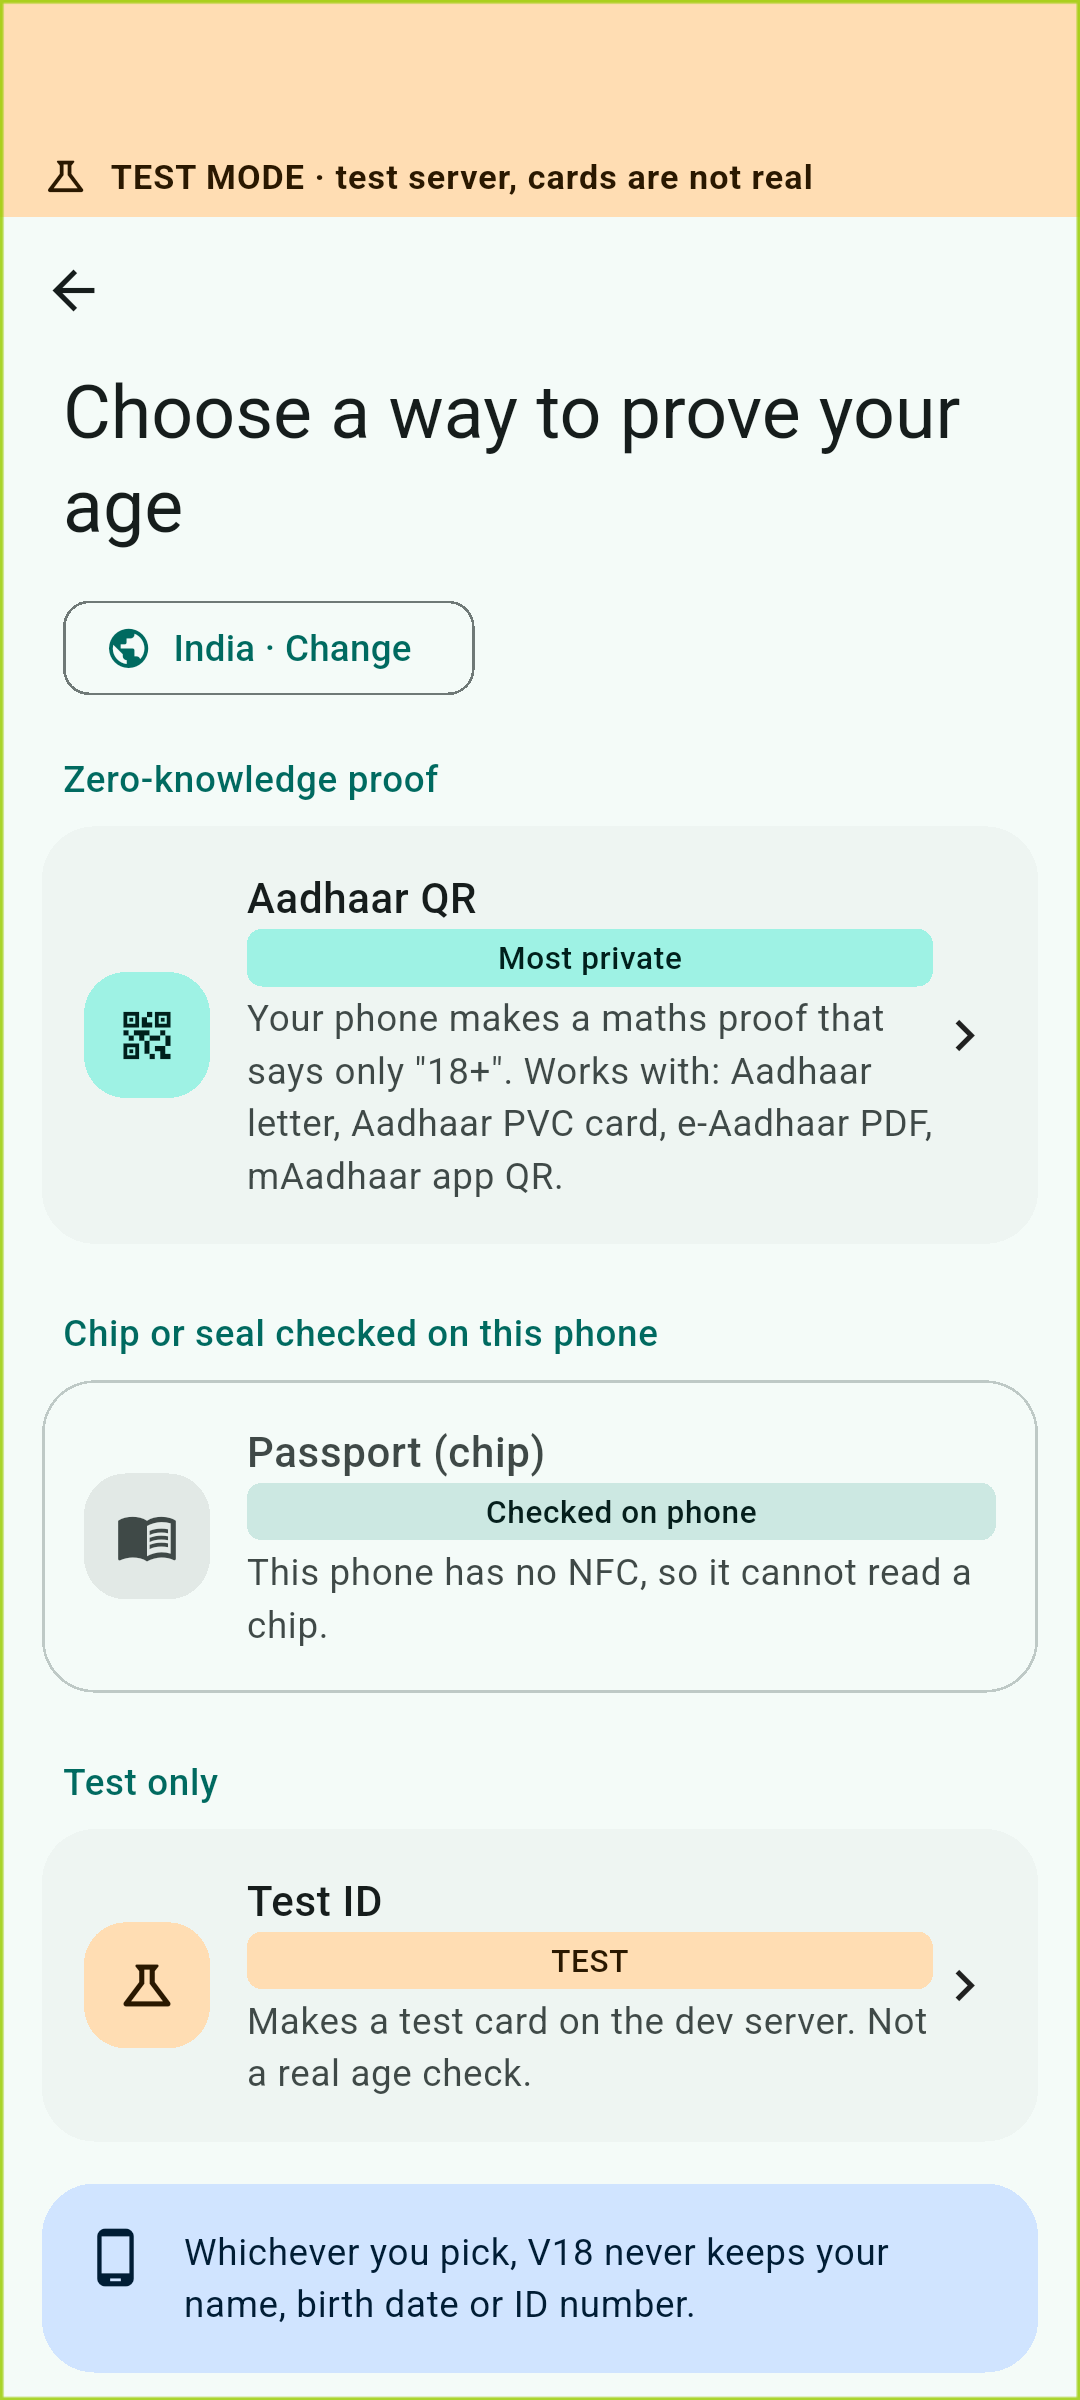 TEST MODE · test server, cards are not real
Choose a way to prove your
age
India · Change
Zero-knowledge proof
Aadhaar QR
Most private
Your phone makes a maths proof that
says only "18+". Works with: Aadhaar
letter, Aadhaar PVC card, e-Aadhaar PDF,
mAadhaar app QR.
Chip or seal checked on this phone
Passport (chip)
Checked on phone
This phone has no NFC, so it cannot read a
chip.
Test only
Test ID
TEST
Makes a test card on the dev server. Not
a real age check.
Whichever you pick, V18 never keeps your
name, birth date or ID number.